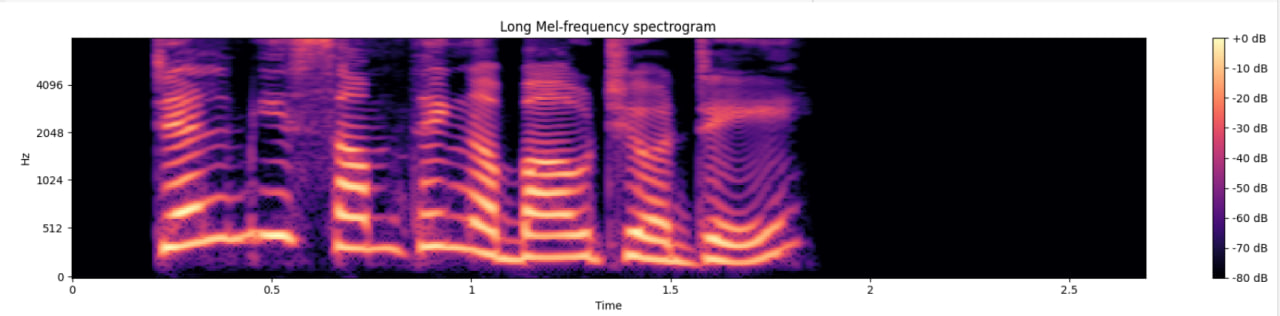 Long Mel-frequency spectrogram
+0 dB
4096
-10 dB
2048
-20 dB
Hz
-30 dB
1024
-40 dB
-50 dB
512
-60 dB
-70 dB
0
-80 dB
0 0.5 1 1.5 2 2.5
Time